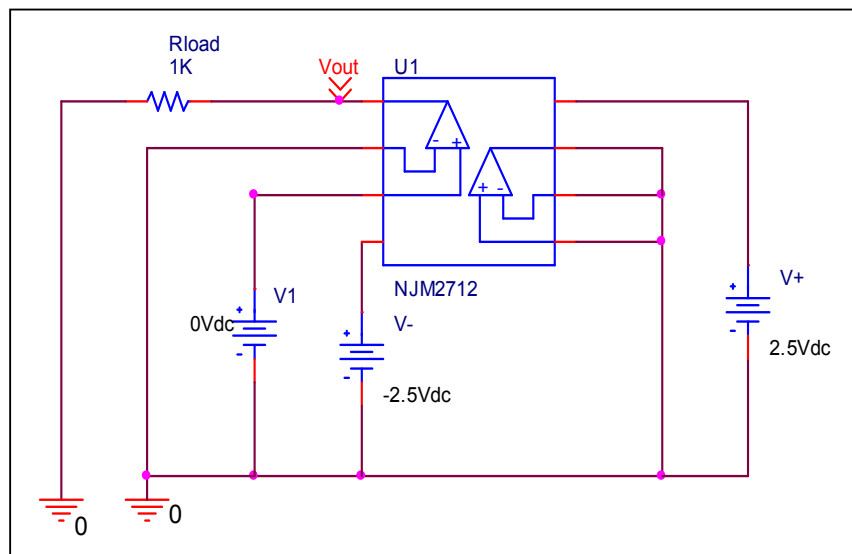 Rload
1K
Vout
U1
- +
+ -
NJM2712
+
V1
0Vdc
-
+
V-
-
-2.5Vdc
+
V+
-
2.5Vdc
0
0